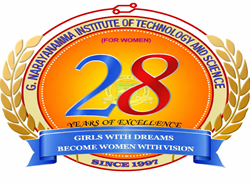 G. NARAYANAMMA INSTITUTE OF TECHNOLOGY AND SCIENCE
(FOR WOMEN)
28
YEARS OF EXCELLENCE
GIRLS WITH DREAMS
BECOME WOMEN WITH VISION
SINCE 1997